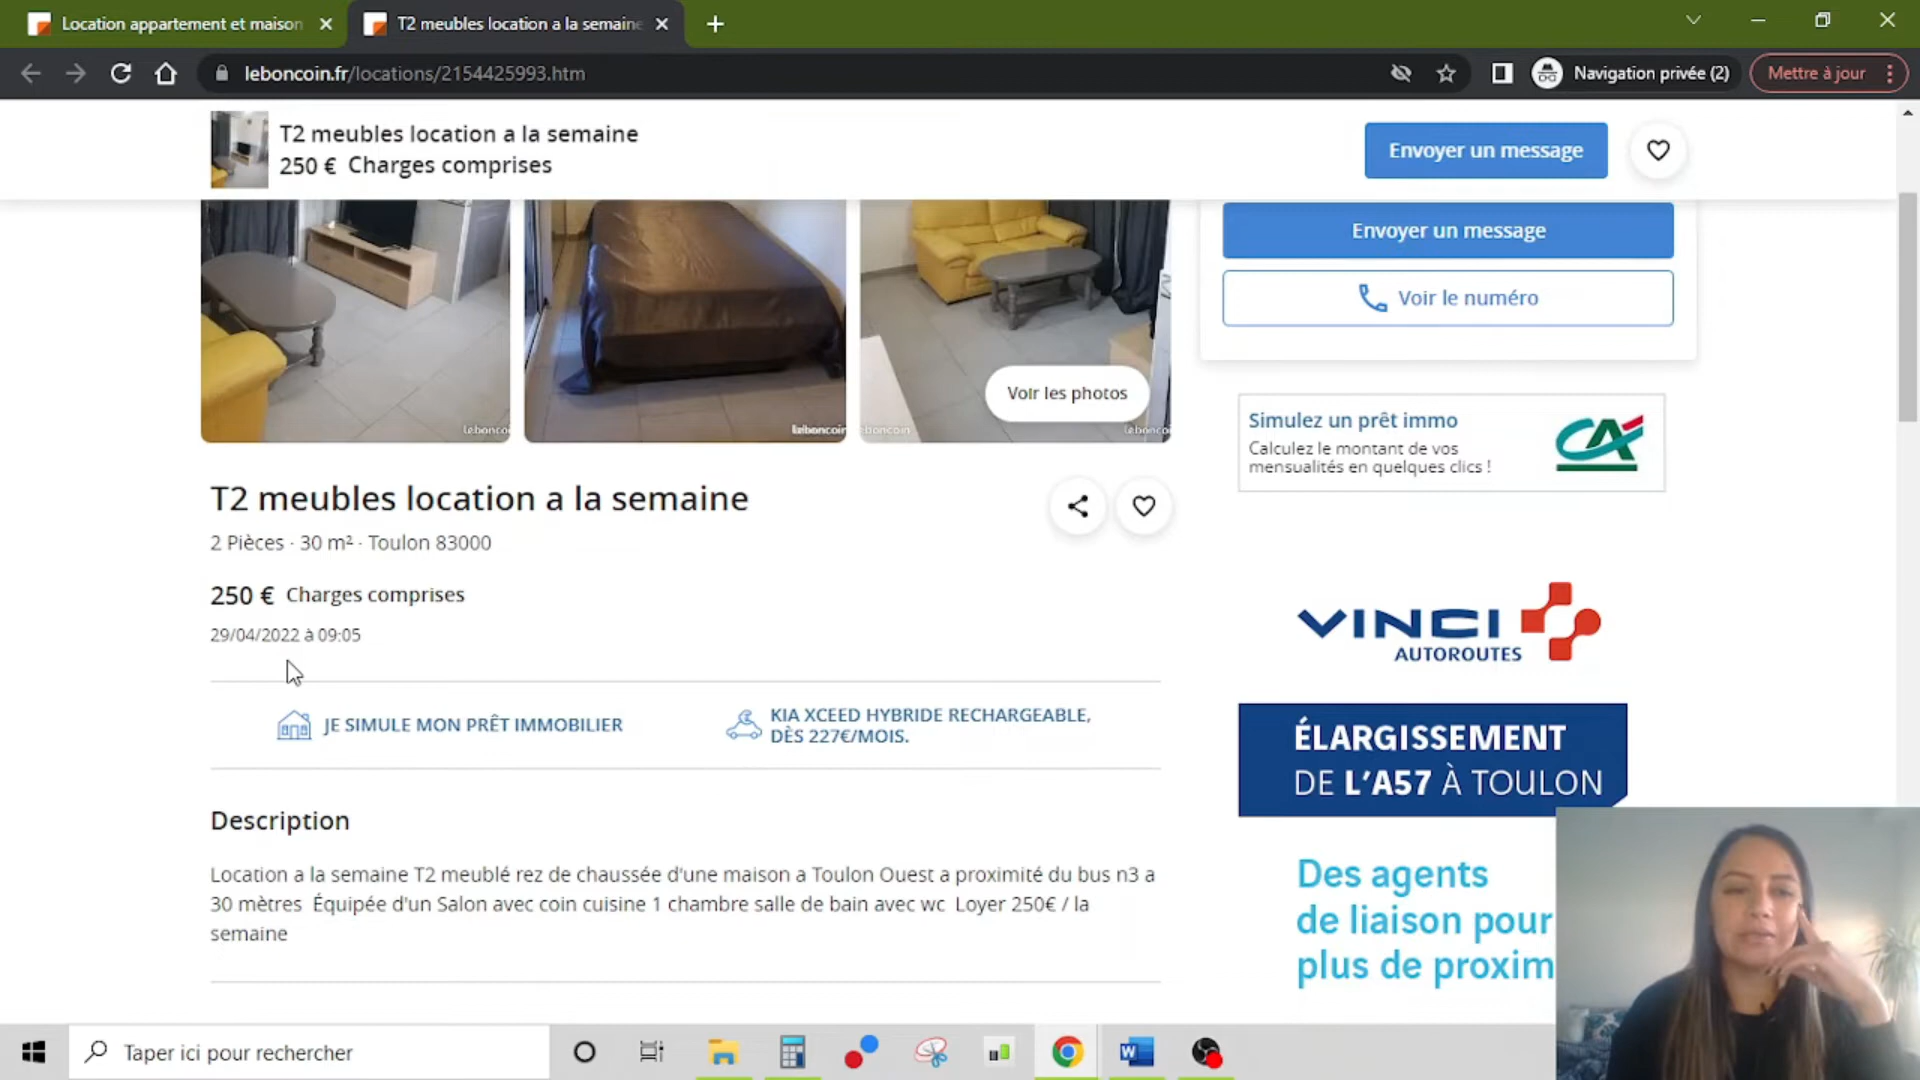 Location appartement et maison
T2 meubles location a la semaine
leboncoin.fr/locations/2154425993.htm
Navigation privée (2)
Mettre à jour
T2 meubles location a la semaine
250 € Charges comprises
Envoyer un message
Envoyer un message
Voir le numéro
leboncoin
leboncoin
Voir les photos
leboncoin
Simulez un prêt immo
Calculez le montant de vos
mensualités en quelques clics !
CA
T2 meubles location a la semaine
2 Pièces · 30 m² · Toulon 83000
250 € Charges comprises
29/04/2022 à 09:05
VINCI
AUTOROUTES
JE SIMULE MON PRÊT IMMOBILIER
KIA XCEED HYBRIDE RECHARGEABLE,
DÈS 227€/MOIS.
ÉLARGISSEMENT
DE L'A57 À TOULON
Description
Location a la semaine T2 meublé rez de chaussée d'une maison a Toulon Ouest a proximité du bus n3 a
30 mètres Équipée d'un Salon avec coin cuisine 1 chambre salle de bain avec wc Loyer 250€ / la
semaine
Des agents
de liaison pour
plus de proxim
Taper ici pour rechercher